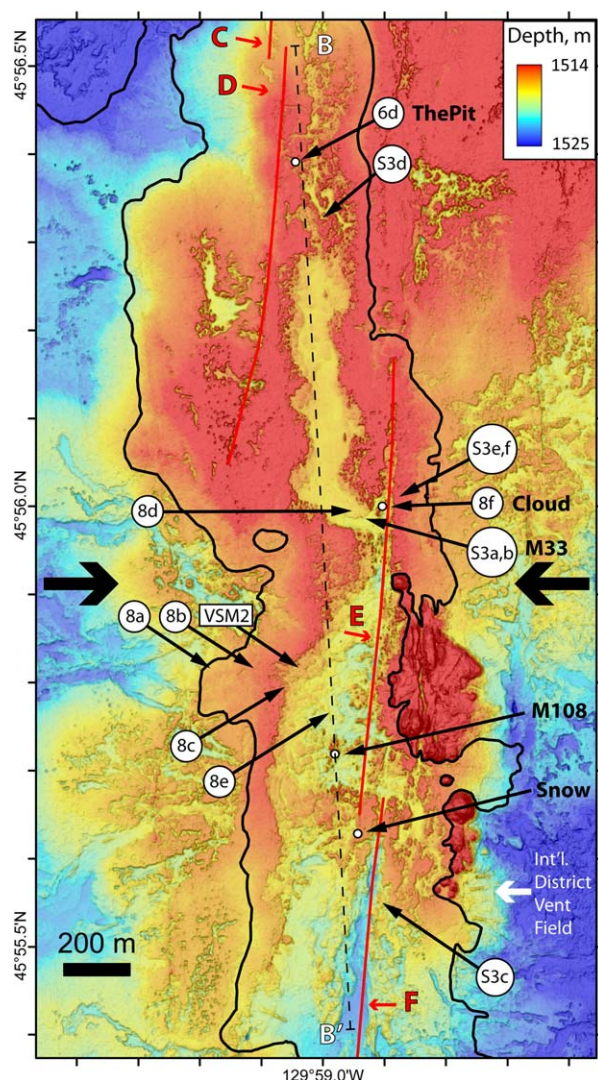 C
B
Depth, m
1514
1525
45°56.5'N
D
6d
ThePit
S3d
S3e,f
45°56.0'N
8d
8f
Cloud
S3a,b
M33
8a
8b
VSM2
E
8c
M108
8e
Snow
Int'l.
District
Vent
Field
45°55.5'N
200 m
S3c
F
B'
129°59.0'W